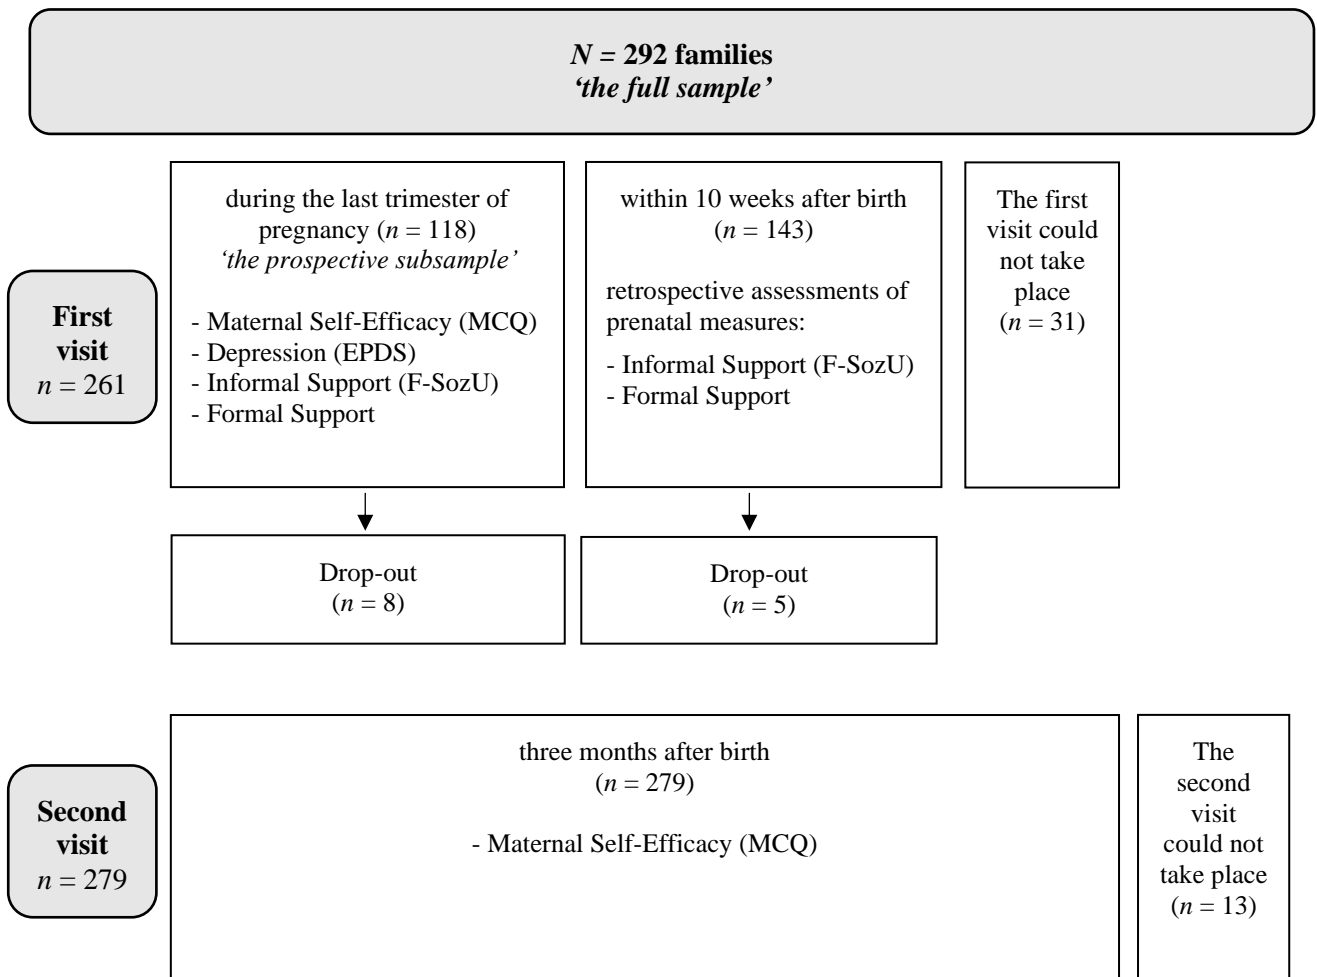 N = 292 families
‘the full sample’
First
visit
n = 261
during the last trimester of
pregnancy (n = 118)
‘the prospective subsample’
- Maternal Self-Efficacy (MCQ)
- Depression (EPDS)
- Informal Support (F-SozU)
- Formal Support
within 10 weeks after birth
(n = 143)
retrospective assessments of
prenatal measures:
- Informal Support (F-SozU)
- Formal Support
The first
visit could
not take
place
(n = 31)
Drop-out
(n = 8)
Drop-out
(n = 5)
Second
visit
n = 279
three months after birth
(n = 279)
- Maternal Self-Efficacy (MCQ)
The
second
visit
could not
take place
(n = 13)